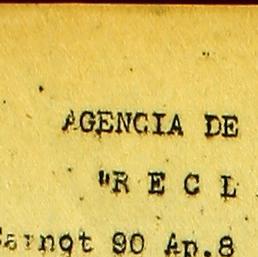 AGENCIA DE
"R E C L
Carnot 90 Ap.8